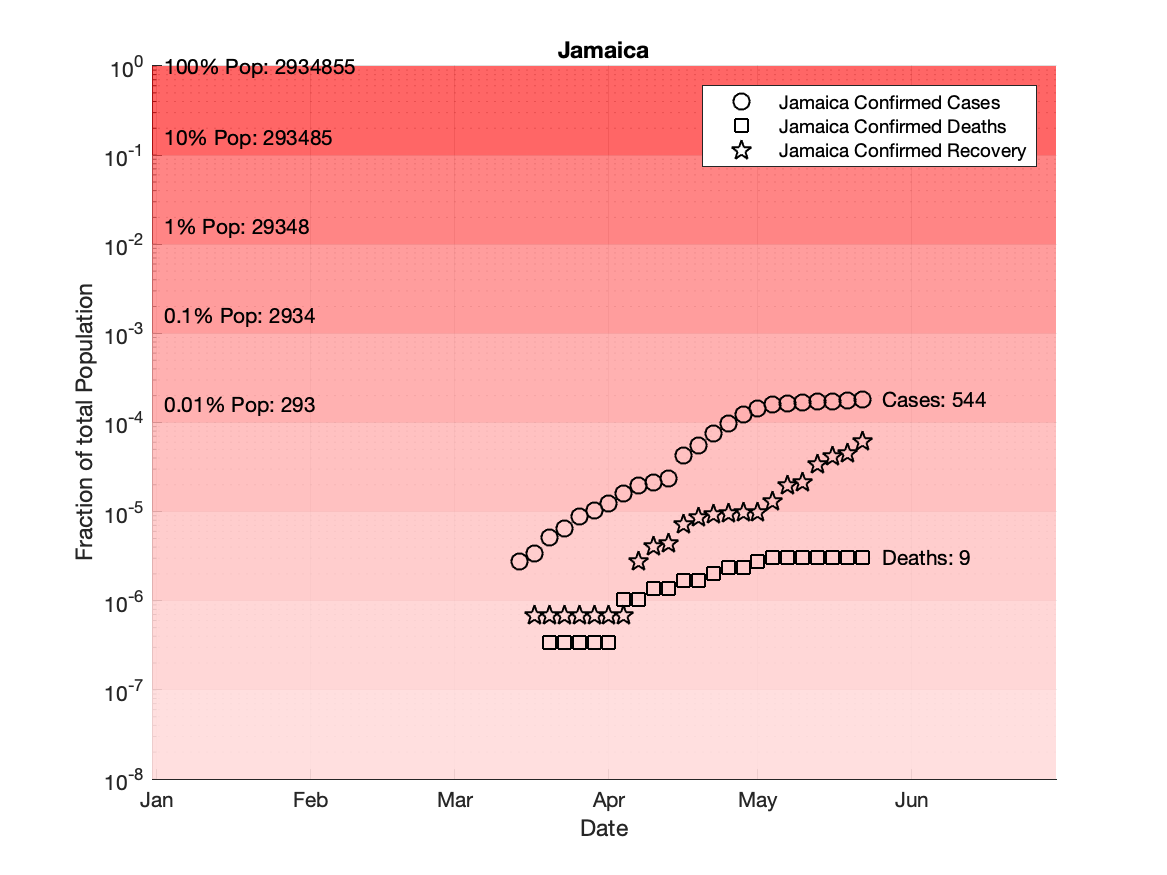 Jamaica
10^0
10^-1
10^-2
10^-3
10^-4
10^-5
10^-6
10^-7
10^-8
Fraction of total Population
100% Pop: 2934855
10% Pop: 293485
1% Pop: 29348
0.1% Pop: 2934
0.01% Pop: 293
Jamaica Confirmed Cases
Jamaica Confirmed Deaths
Jamaica Confirmed Recovery
Cases: 544
Deaths: 9
Jan Feb Mar Apr May Jun
Date